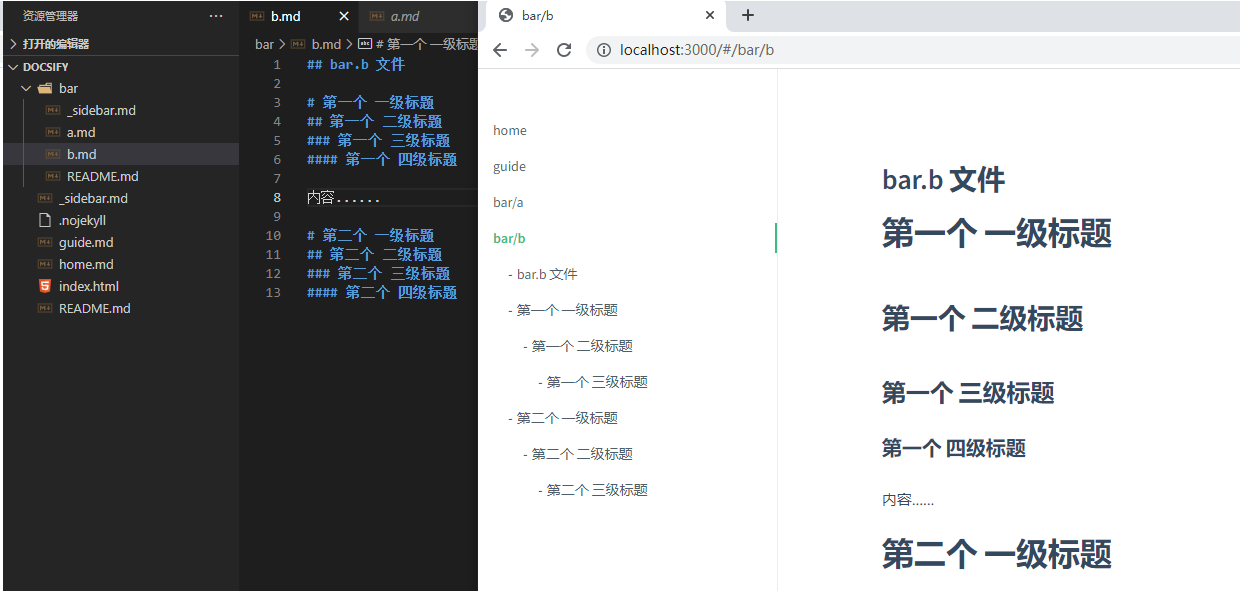 资源管理器 ···
打开的编辑器
DOCSIFY
bar
_sidebar.md
a.md
b.md
README.md
_sidebar.md
.nojekyll
guide.md
home.md
index.html
README.md
b.md
a.md
bar > b.md > # 第一个 一级标题
1 ## bar.b 文件
2
3 # 第一个 一级标题
4 ## 第一个 二级标题
5 ### 第一个 三级标题
6 #### 第一个 四级标题
7
8 内容......
9
10 # 第二个 一级标题
11 ## 第二个 二级标题
12 ### 第二个 三级标题
13 #### 第二个 四级标题
bar/b
localhost:3000/#/bar/b
home
guide
bar/a
bar/b
- bar.b 文件
- 第一个 一级标题
- 第一个 二级标题
- 第一个 三级标题
- 第二个 一级标题
- 第二个 二级标题
- 第二个 三级标题
bar.b 文件
第一个 一级标题
第一个 二级标题
第一个 三级标题
第一个 四级标题
内容......
第二个 一级标题